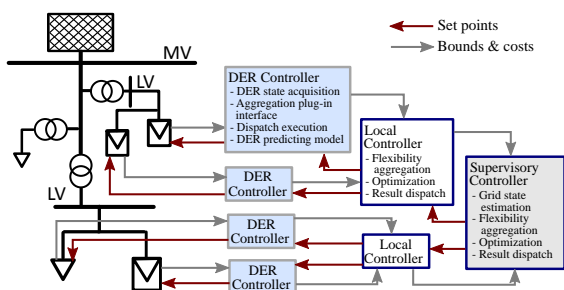 Set points
Bounds & costs
MV
LV
DER Controller
- DER state acquisition
- Aggregation plug-in
interface
- Dispatch execution
- DER predicting model
Local
Controller
- Flexibility
aggregation
- Optimization
- Result dispatch
Supervisory
Controller
- Grid state
estimation
- Flexibility
aggregation
- Optimization
- Result dispatch
DER
Controller
LV
DER
Controller
Local
Controller
DER
Controller